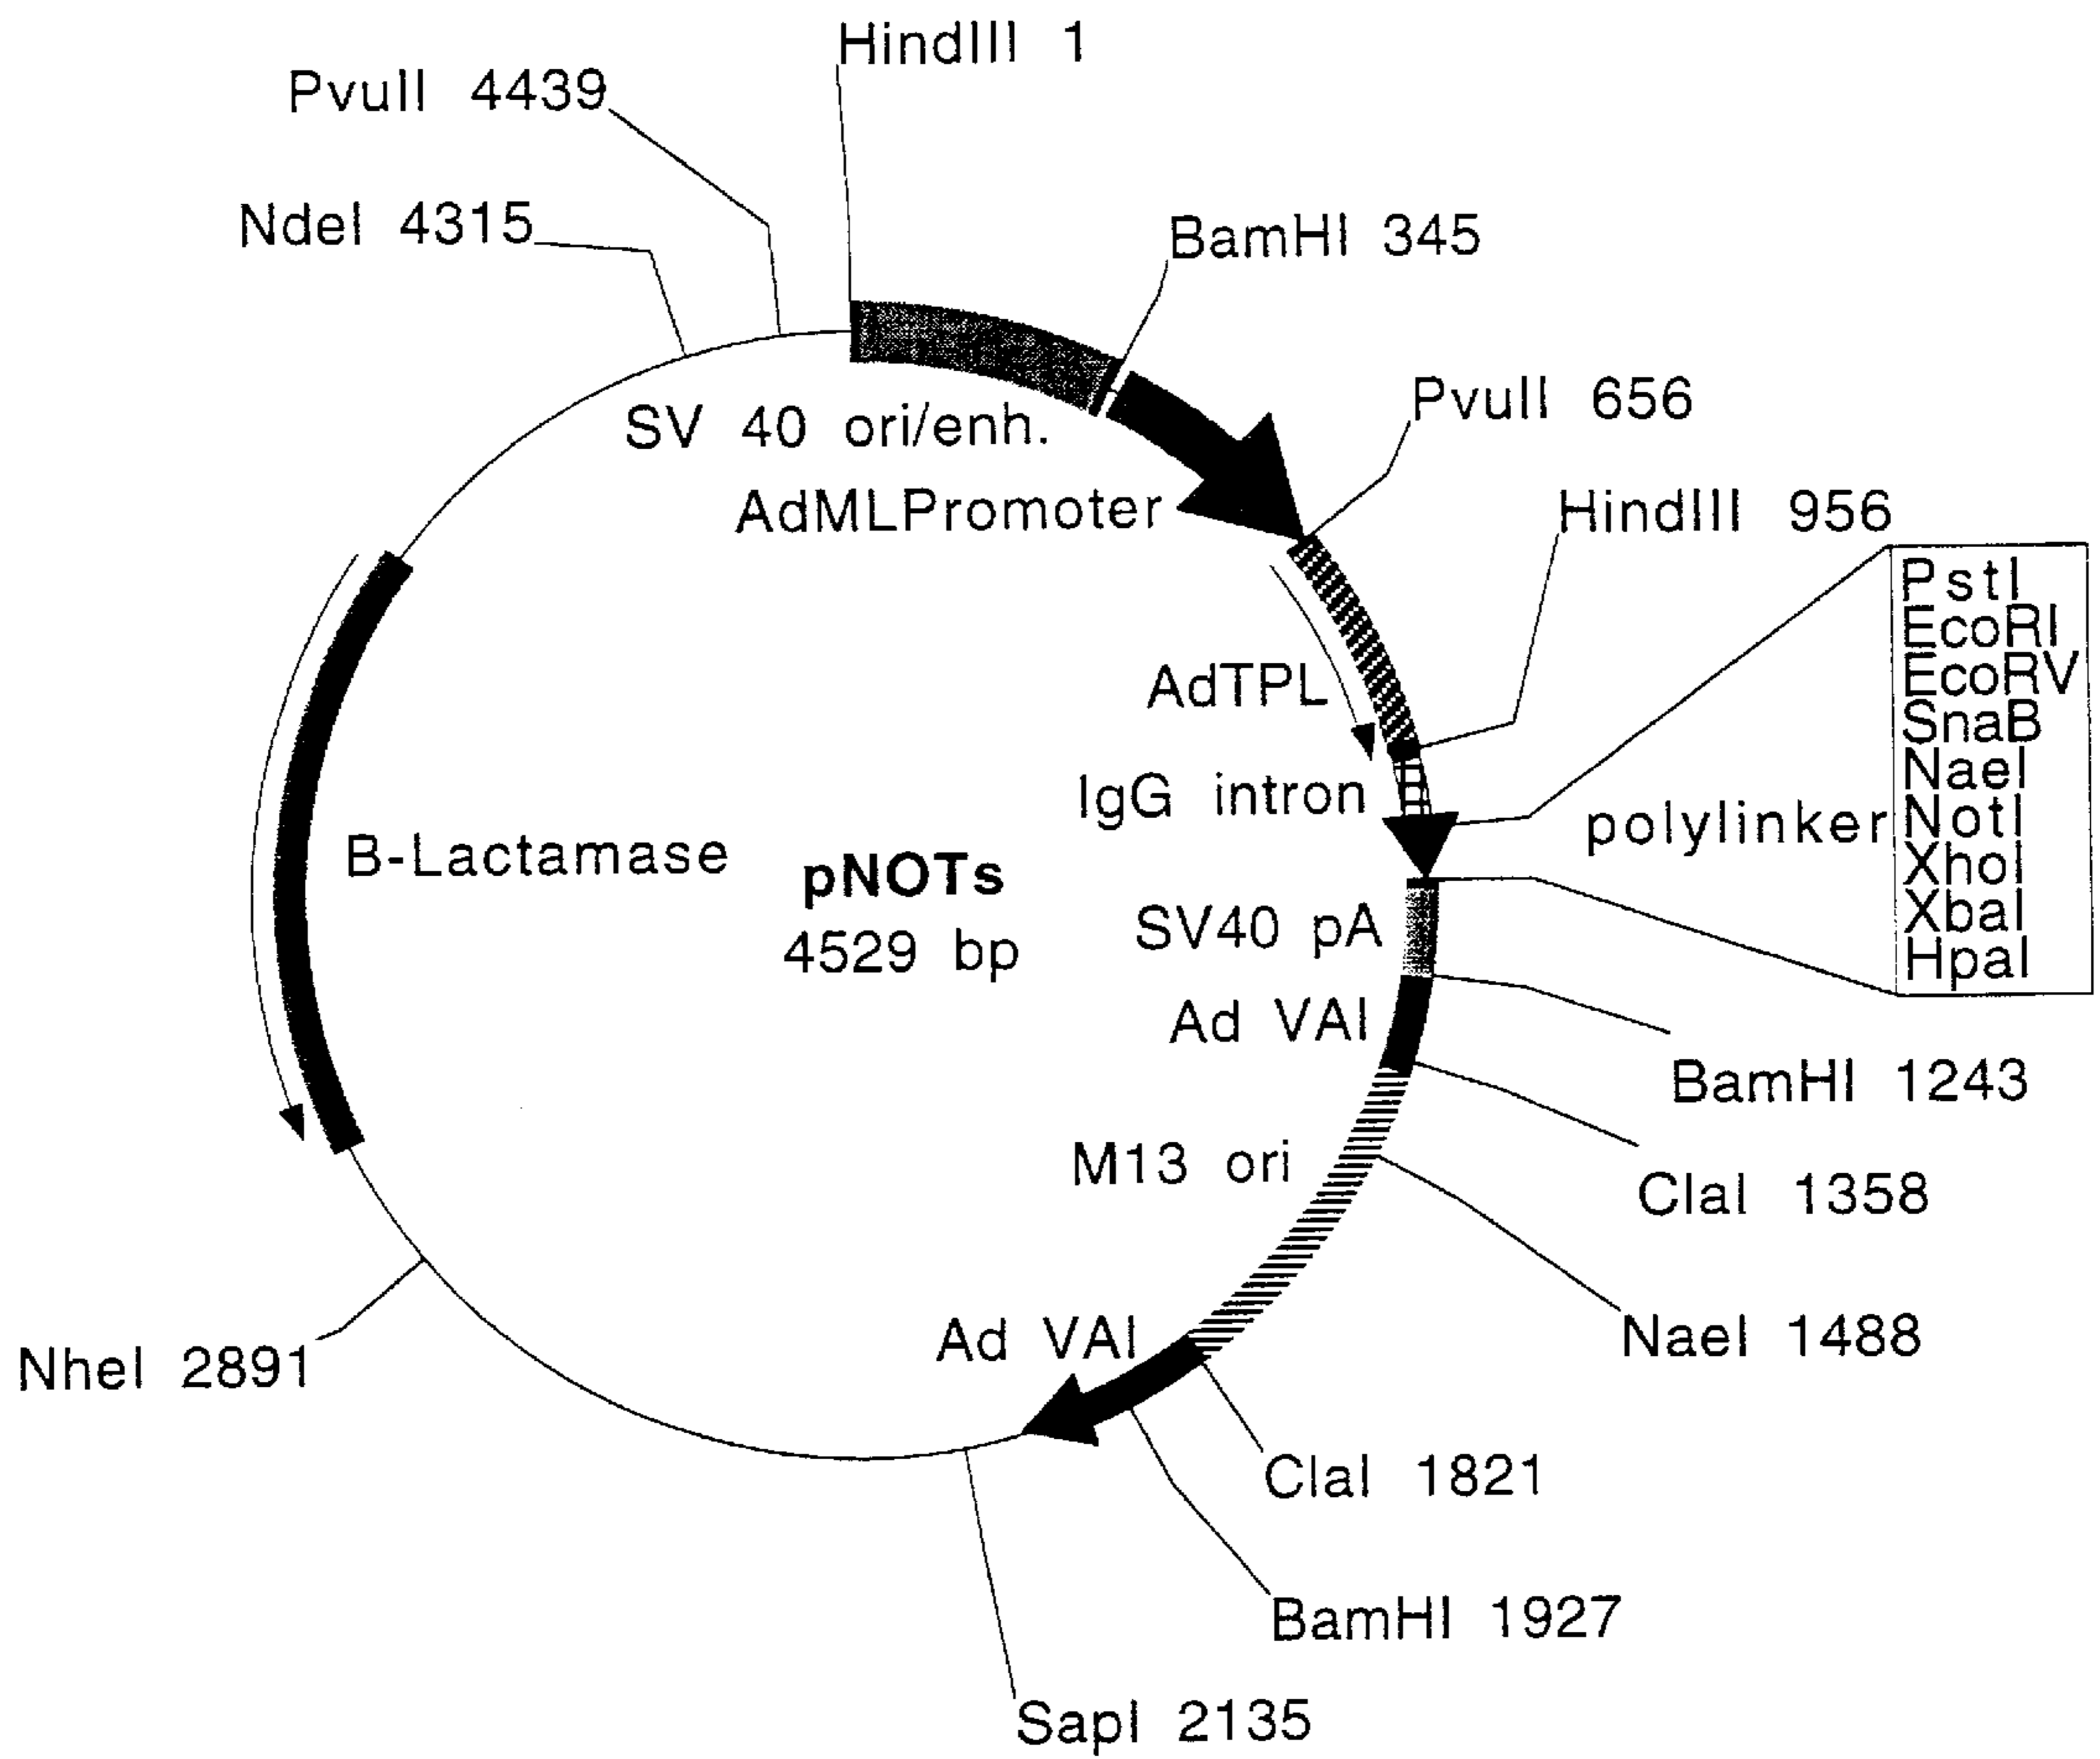 HindIII 1
PvuII 4439
NdeI 4315
BamHI 345
PvuII 656
SV 40 ori/enh.
AdMLPromoter
HindIII 956
PstI
EcoRI
EcoRV
SnaB
NaeI
NotI
XhoI
XbaI
HpaI
polylinker
AdTPL
IgG intron
B-Lactamase
pNOTs
4529 bp
SV40 pA
Ad VAI
BamHI 1243
M13 ori
ClaI 1358
NaeI 1488
Ad VAI
NheI 2891
ClaI 1821
BamHI 1927
SapI 2135